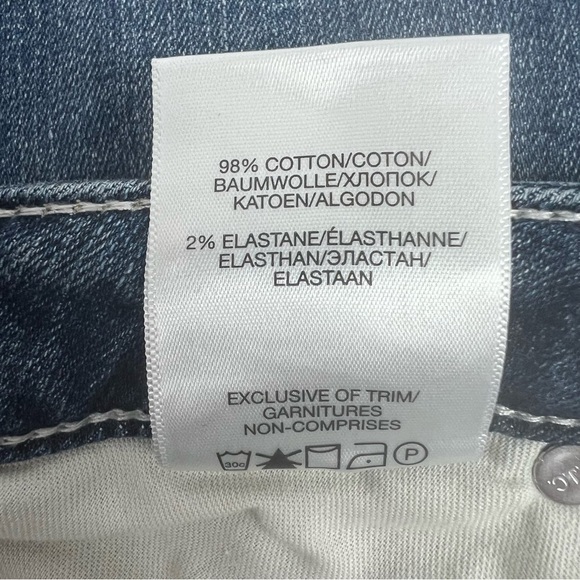 98% COTTON/COTON/
BAUMWOLLE/ХЛОПОК/
KATOEN/ALGODON
2% ELASTANE/ÉLASTHANNE/
ELASTHAN/ЭЛАСТАН/
ELASTAAN
EXCLUSIVE OF TRIM/
GARNITURES
NON-COMPRISES
30c P